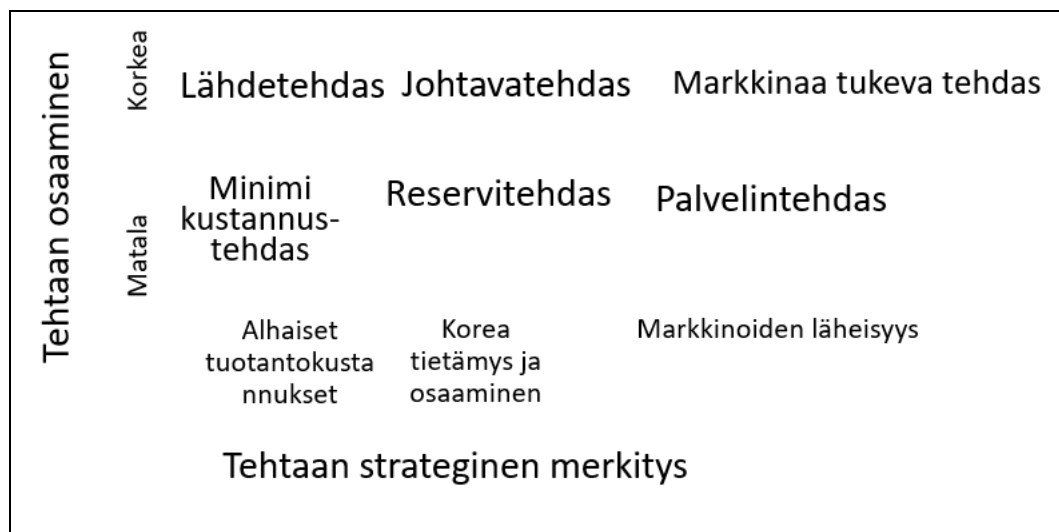 Tehtaan osaaminen
Korkea
Lähdetehdas Johtavatehdas Markkinaa tukeva tehdas
Matala
Minimi
kustannus-
tehdas
Reservitehdas
Palvelintehdas
Alhaiset
tuotantokusta
nnukset
Korea
tietämys ja
osaaminen
Markkinoiden läheisyys
Tehtaan strateginen merkitys